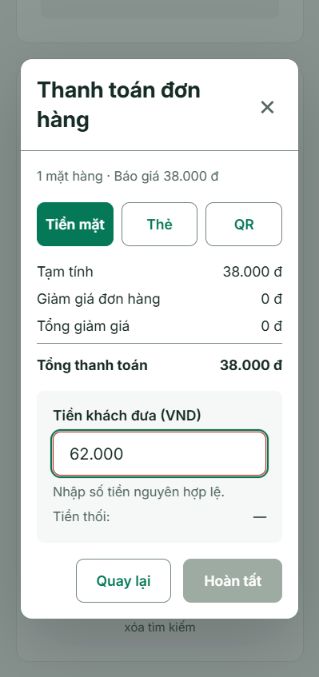 Thanh toán đơn
hàng
×
1 mặt hàng · Báo giá 38.000 đ
Tiền mặt Thẻ QR
Tạm tính 38.000 đ
Giảm giá đơn hàng 0 đ
Tổng giảm giá 0 đ
Tổng thanh toán 38.000 đ
Tiền khách đưa (VND)
62.000
Nhập số tiền nguyên hợp lệ.
Tiền thối: —
Quay lại Hoàn tất
xóa tìm kiếm